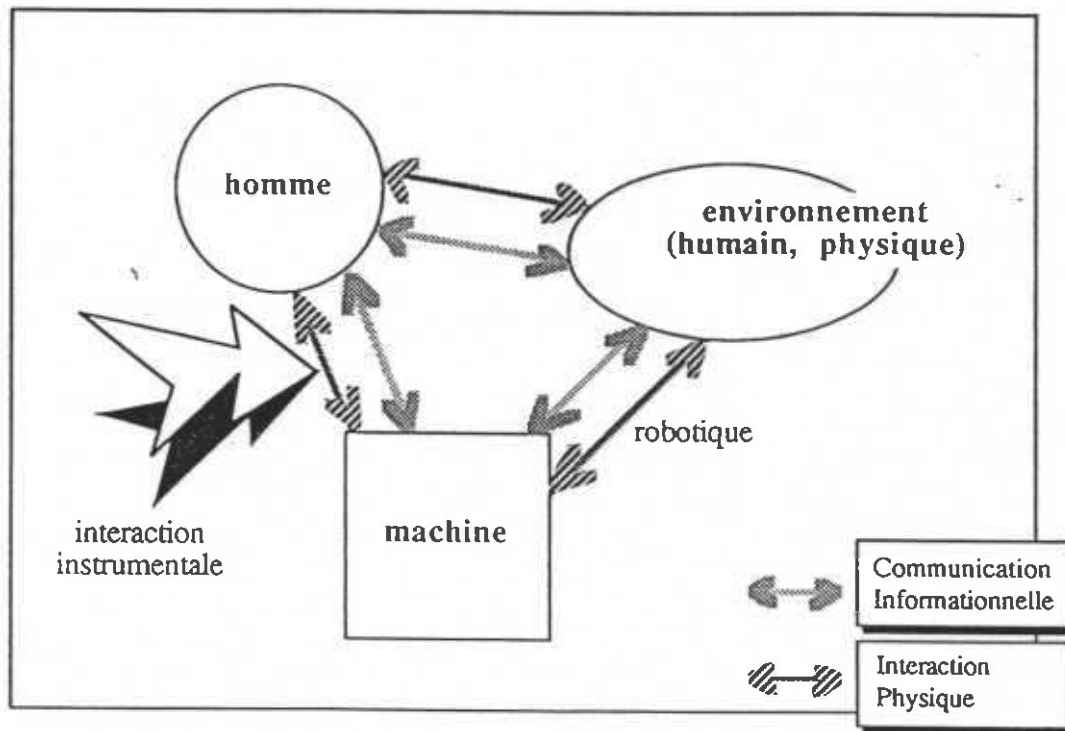 homme
environnement
(humain, physique)
robotique
interaction
instrumentale
machine
Communication
Informationnelle
Interaction
Physique